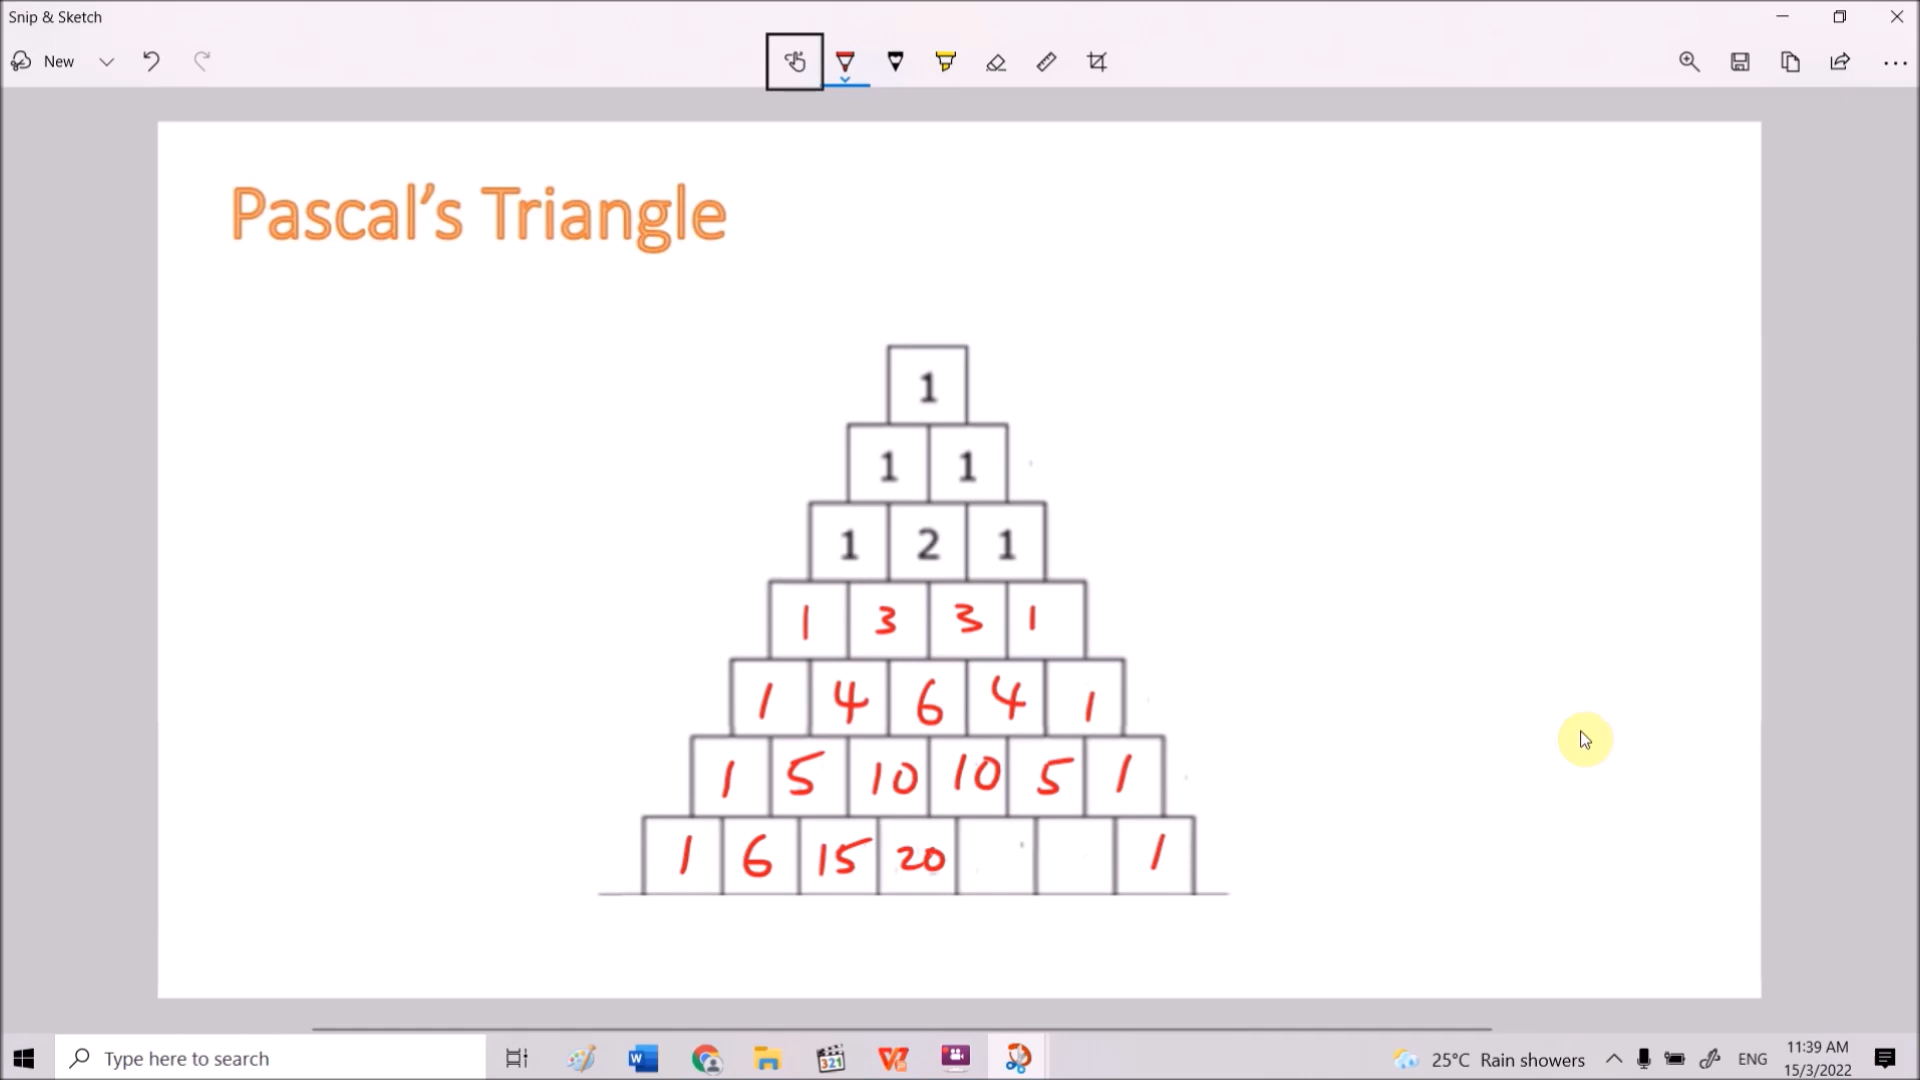 Snip & Sketch
New
Pascal’s Triangle
1
1 1
1 2 1
1 3 3 1
1 4 6 4 1
1 5 10 10 5 1
1 6 15 20 1
Type here to search
W
321
25°C Rain showers
ENG
11:39 AM
15/3/2022